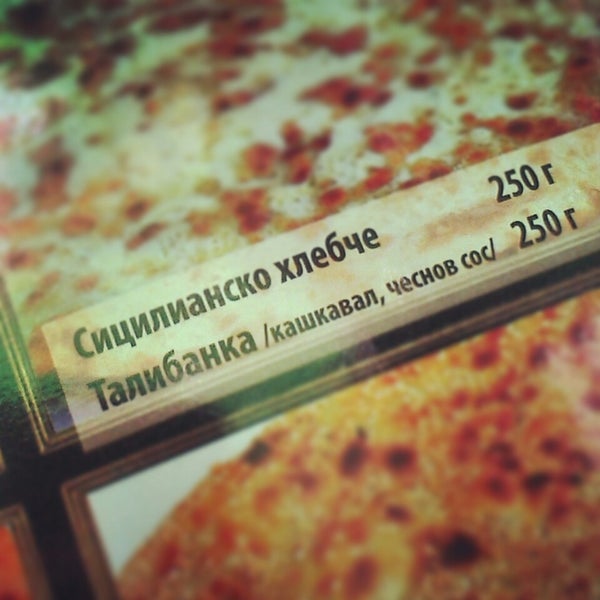 Сицилианско хлебче 250 г
Талибанка /кашкавал, чеснов сос/ 250 г